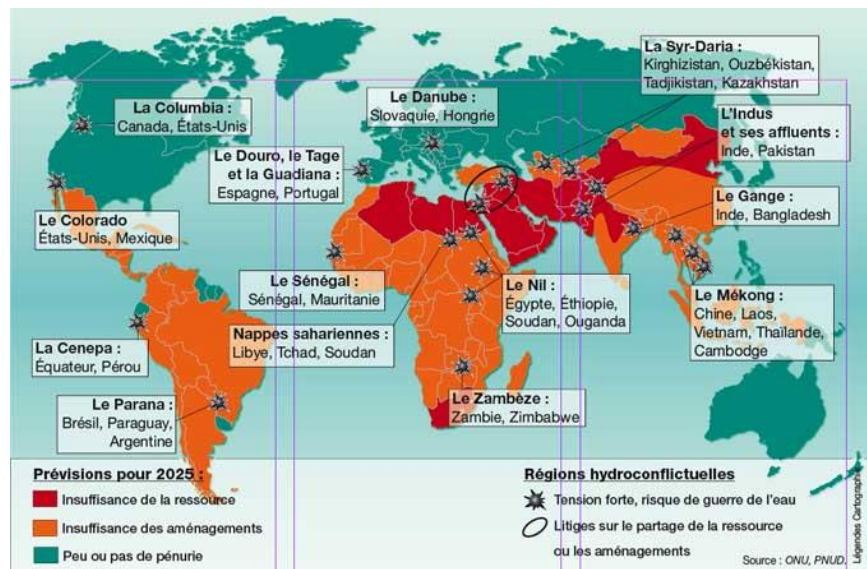 La Syr-Daria :
Kirghizistan, Ouzbékistan,
Tadjikistan, Kazakhstan
La Columbia :
Canada, États-Unis
Le Danube :
Slovaquie, Hongrie
L'Indus
et ses affluents :
Inde, Pakistan
Le Douro, le Tage
et la Guadiana :
Espagne, Portugal
Le Gange :
Inde, Bangladesh
Le Colorado
États-Unis, Mexique
Le Sénégal :
Sénégal, Mauritanie
Le Nil :
Égypte, Éthiopie,
Soudan, Ouganda
Le Mékong :
Chine, Laos,
Vietnam, Thaïlande,
Cambodge
Nappes sahariennes :
Libye, Tchad, Soudan
La Cenepa :
Équateur, Pérou
Le Parana :
Brésil, Paraguay,
Argentine
Le Zambèze :
Zambie, Zimbabwe
Prévisions pour 2025 :
Insuffisance de la ressource
Insuffisance des aménagements
Peu ou pas de pénurie
Régions hydroconflictuelles
Tension forte, risque de guerre de l'eau
Litiges sur le partage de la ressource
ou les aménagements
Source : ONU, PNUD.
Légendes Cartographie